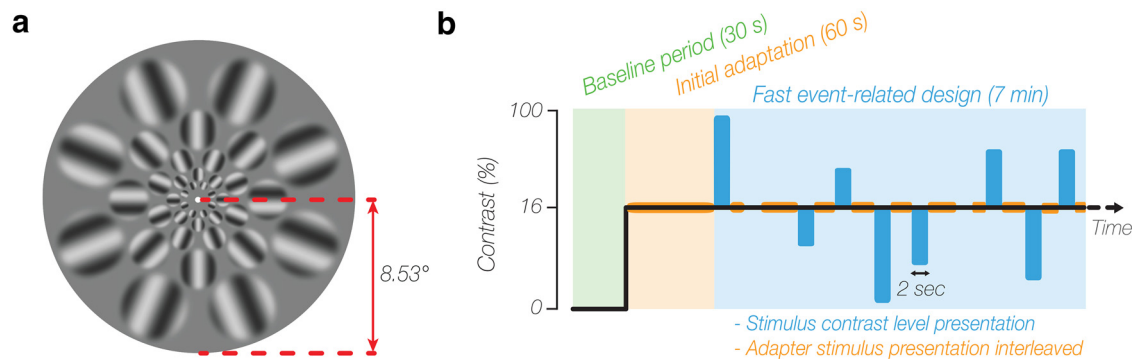 a
8.53°
b
Baseline period (30 s)
Initial adaptation (60 s)
Fast event-related design (7 min)
100
16
0
Contrast (%)
Time
2 sec
- Stimulus contrast level presentation
- Adapter stimulus presentation interleaved